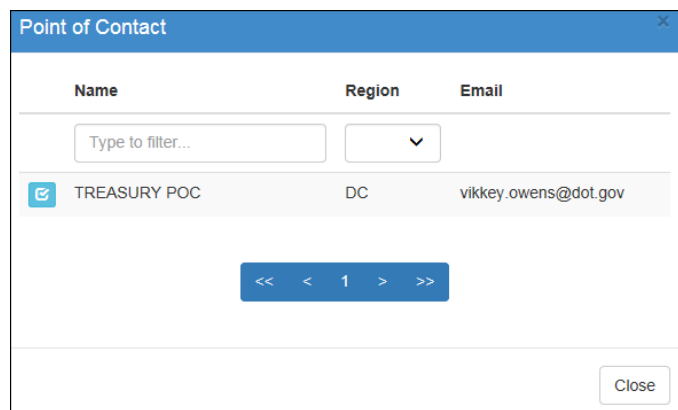 Point of Contact ×
Name Region Email
Type to filter...
TREASURY POC DC vikkey.owens@dot.gov
<< < 1 > >>
Close